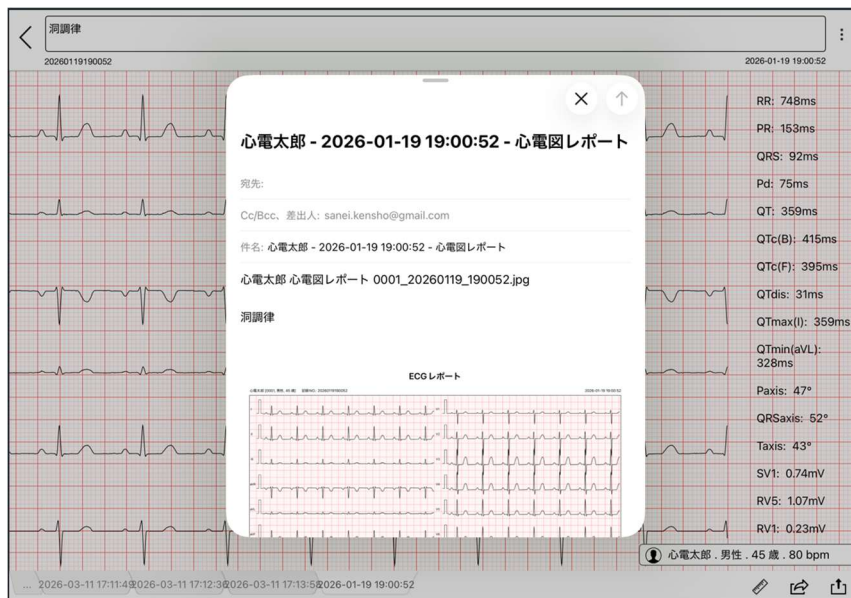 洞調律
20260119190052
2026-01-19 19:00:52
心電太郎 - 2026-01-19 19:00:52 - 心電図レポート
宛先:
Cc/Bcc、差出人: sanei.kensho@gmail.com
件名: 心電太郎 - 2026-01-19 19:00:52 - 心電図レポート
心電太郎 心電図レポート 0001_20260119_190052.jpg
洞調律
ECGレポート
RR: 748ms
PR: 153ms
QRS: 92ms
Pd: 75ms
QT: 359ms
QTc(B): 415ms
QTc(F): 395ms
QTdis: 31ms
QTmax(I): 359ms
QTmin(aVL):
328ms
Paxis: 47°
QRSaxis: 52°
Taxis: 43°
SV1: 0.74mV
RV5: 1.07mV
RV1: 0.23mV
心電太郎 . 男性 . 45 歳 . 80 bpm
... 2026-03-11 17:11:49 2026-03-11 17:12:36 2026-03-11 17:13:58 2026-01-19 19:00:52